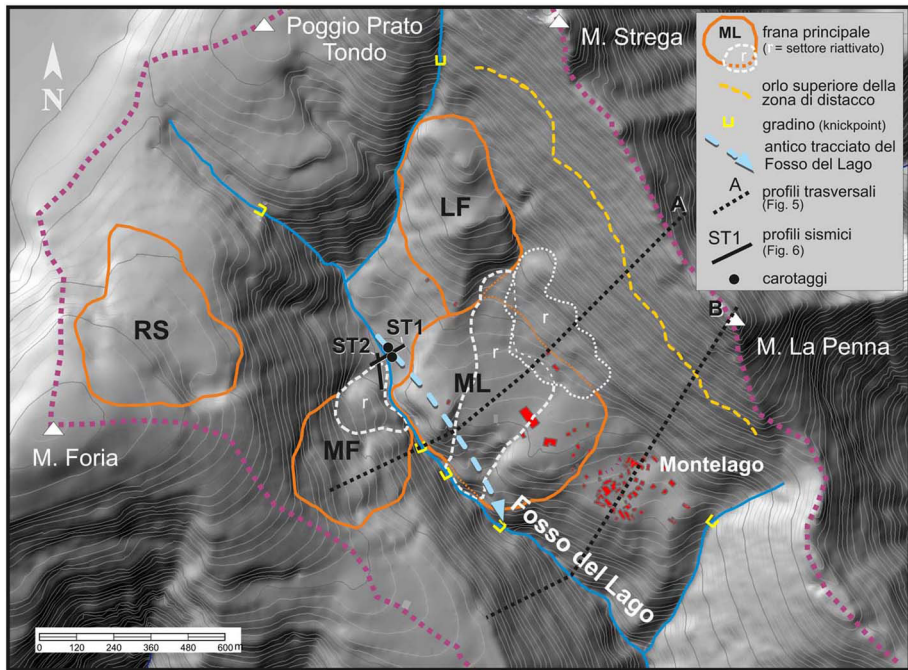 Poggio Prato
Tondo
M. Strega
N
ML
frana principale
r
(r = settore riattivato)
orlo superiore della
zona di distacco
gradino (knickpoint)
antico tracciato del
Fosso del Lago
A
profili trasversali
(Fig. 5)
ST1
profili sismici
(Fig. 6)
carotaggi
LF
A
RS
r
B
ST1
ST2
M. La Penna
r
ML
r
M. Foria
MF
Montelago
Fosso del Lago
0 120 240 360 480 600 m